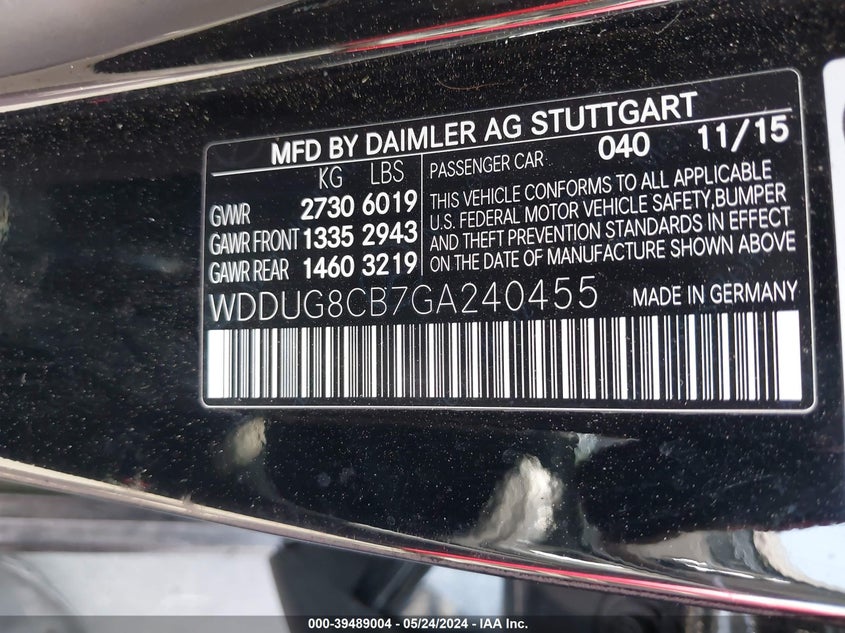 MFD BY DAIMLER AG STUTTGART
KG LBS
GVWR 2730 6019
GAWR FRONT 1335 2943
GAWR REAR 1460 3219
PASSENGER CAR 040 11/15
THIS VEHICLE CONFORMS TO ALL APPLICABLE
U.S. FEDERAL MOTOR VEHICLE SAFETY, BUMPER
AND THEFT PREVENTION STANDARDS IN EFFECT
ON THE DATE OF MANUFACTURE SHOWN ABOVE
WDDUG8CB7GA240455 MADE IN GERMANY
000-39489004 - 05/24/2024 - IAA Inc.